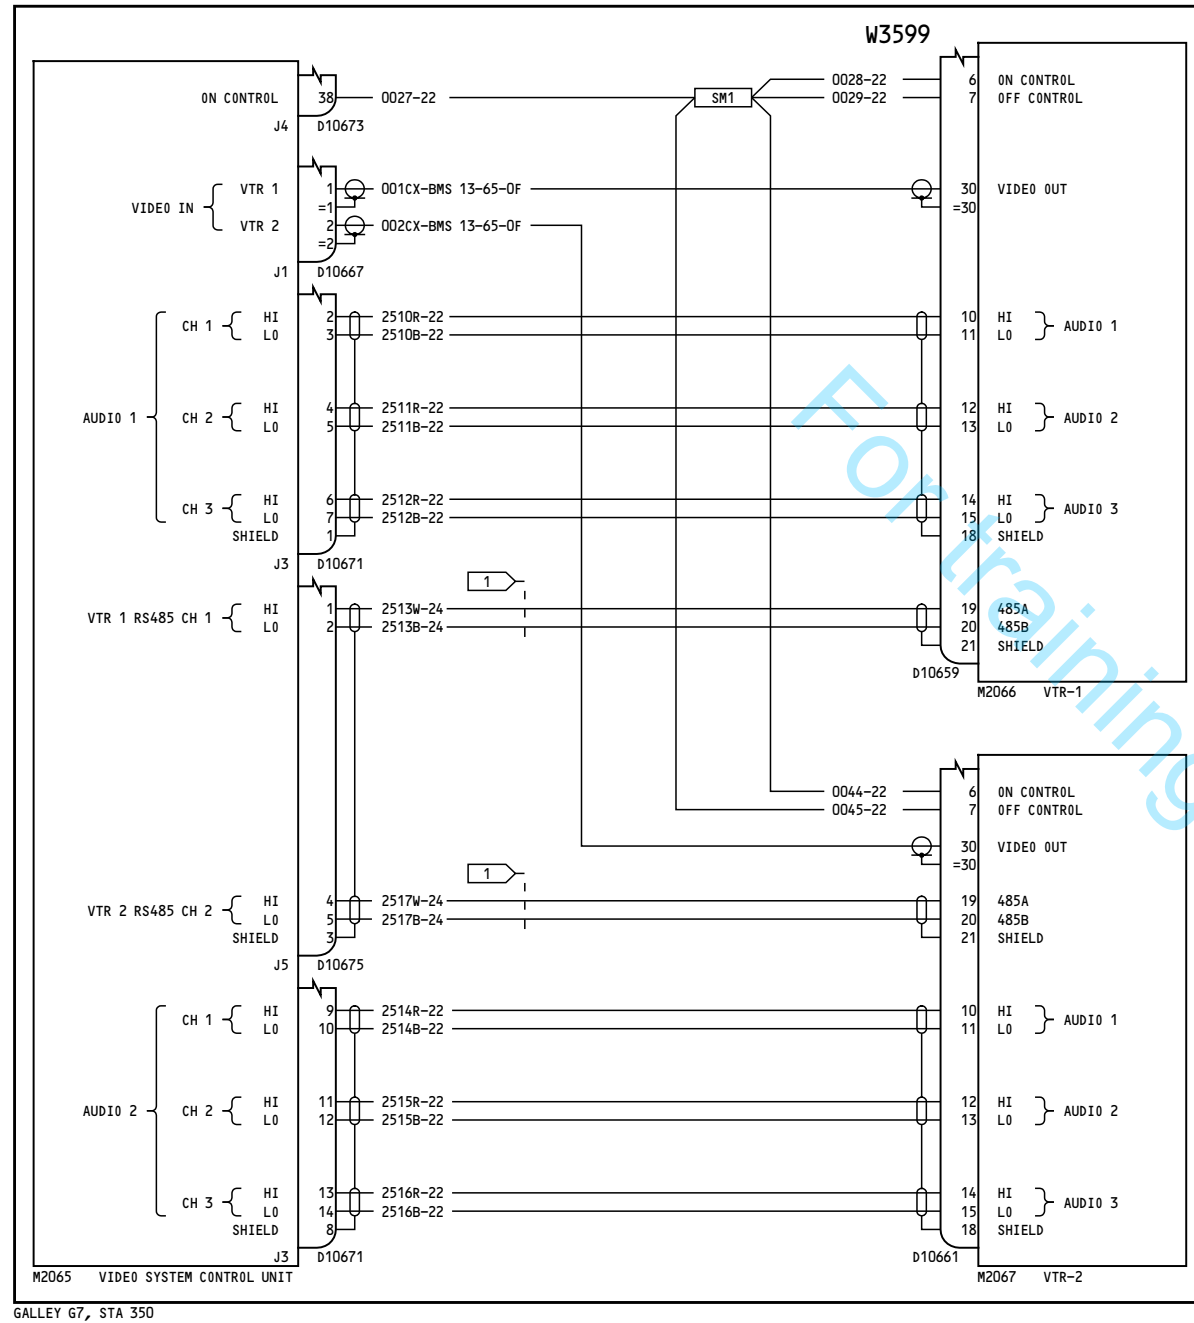 W3599
ON CONTROL 38 0027-22 SM1 0028-22 6 ON CONTROL
0029-22 7 OFF CONTROL
J4 D10673
VIDEO IN VTR 1 1 001CX-BMS 13-65-0F 30 VIDEO OUT
=1 =30
VTR 2 2 002CX-BMS 13-65-0F
=2
J1 D10667
AUDIO 1 CH 1 HI 2 2510R-22 10 HI AUDIO 1
LO 3 2510B-22 11 LO
CH 2 HI 4 2511R-22 12 HI AUDIO 2
LO 5 2511B-22 13 LO
CH 3 HI 6 2512R-22 14 HI AUDIO 3
LO 7 2512B-22 15 LO
SHIELD 1 18 SHIELD
J3 D10671
1
VTR 1 RS485 CH 1 HI 1 2513W-24 19 485A
LO 2 2513B-24 20 485B
21 SHIELD
D10659
M2066 VTR-1
0044-22 6 ON CONTROL
0045-22 7 OFF CONTROL
30 VIDEO OUT
=30
1
VTR 2 RS485 CH 2 HI 4 2517W-24 19 485A
LO 5 2517B-24 20 485B
SHIELD 3 21 SHIELD
J5 D10675
AUDIO 2 CH 1 HI 9 2514R-22 10 HI AUDIO 1
LO 10 2514B-22 11 LO
CH 2 HI 11 2515R-22 12 HI AUDIO 2
LO 12 2515B-22 13 LO
CH 3 HI 13 2516R-22 14 HI AUDIO 3
LO 14 2516B-22 15 LO
SHIELD 8 18 SHIELD
J3 D10671 D10661
M2065 VIDEO SYSTEM CONTROL UNIT M2067 VTR-2
GALLEY G7, STA 350
For training